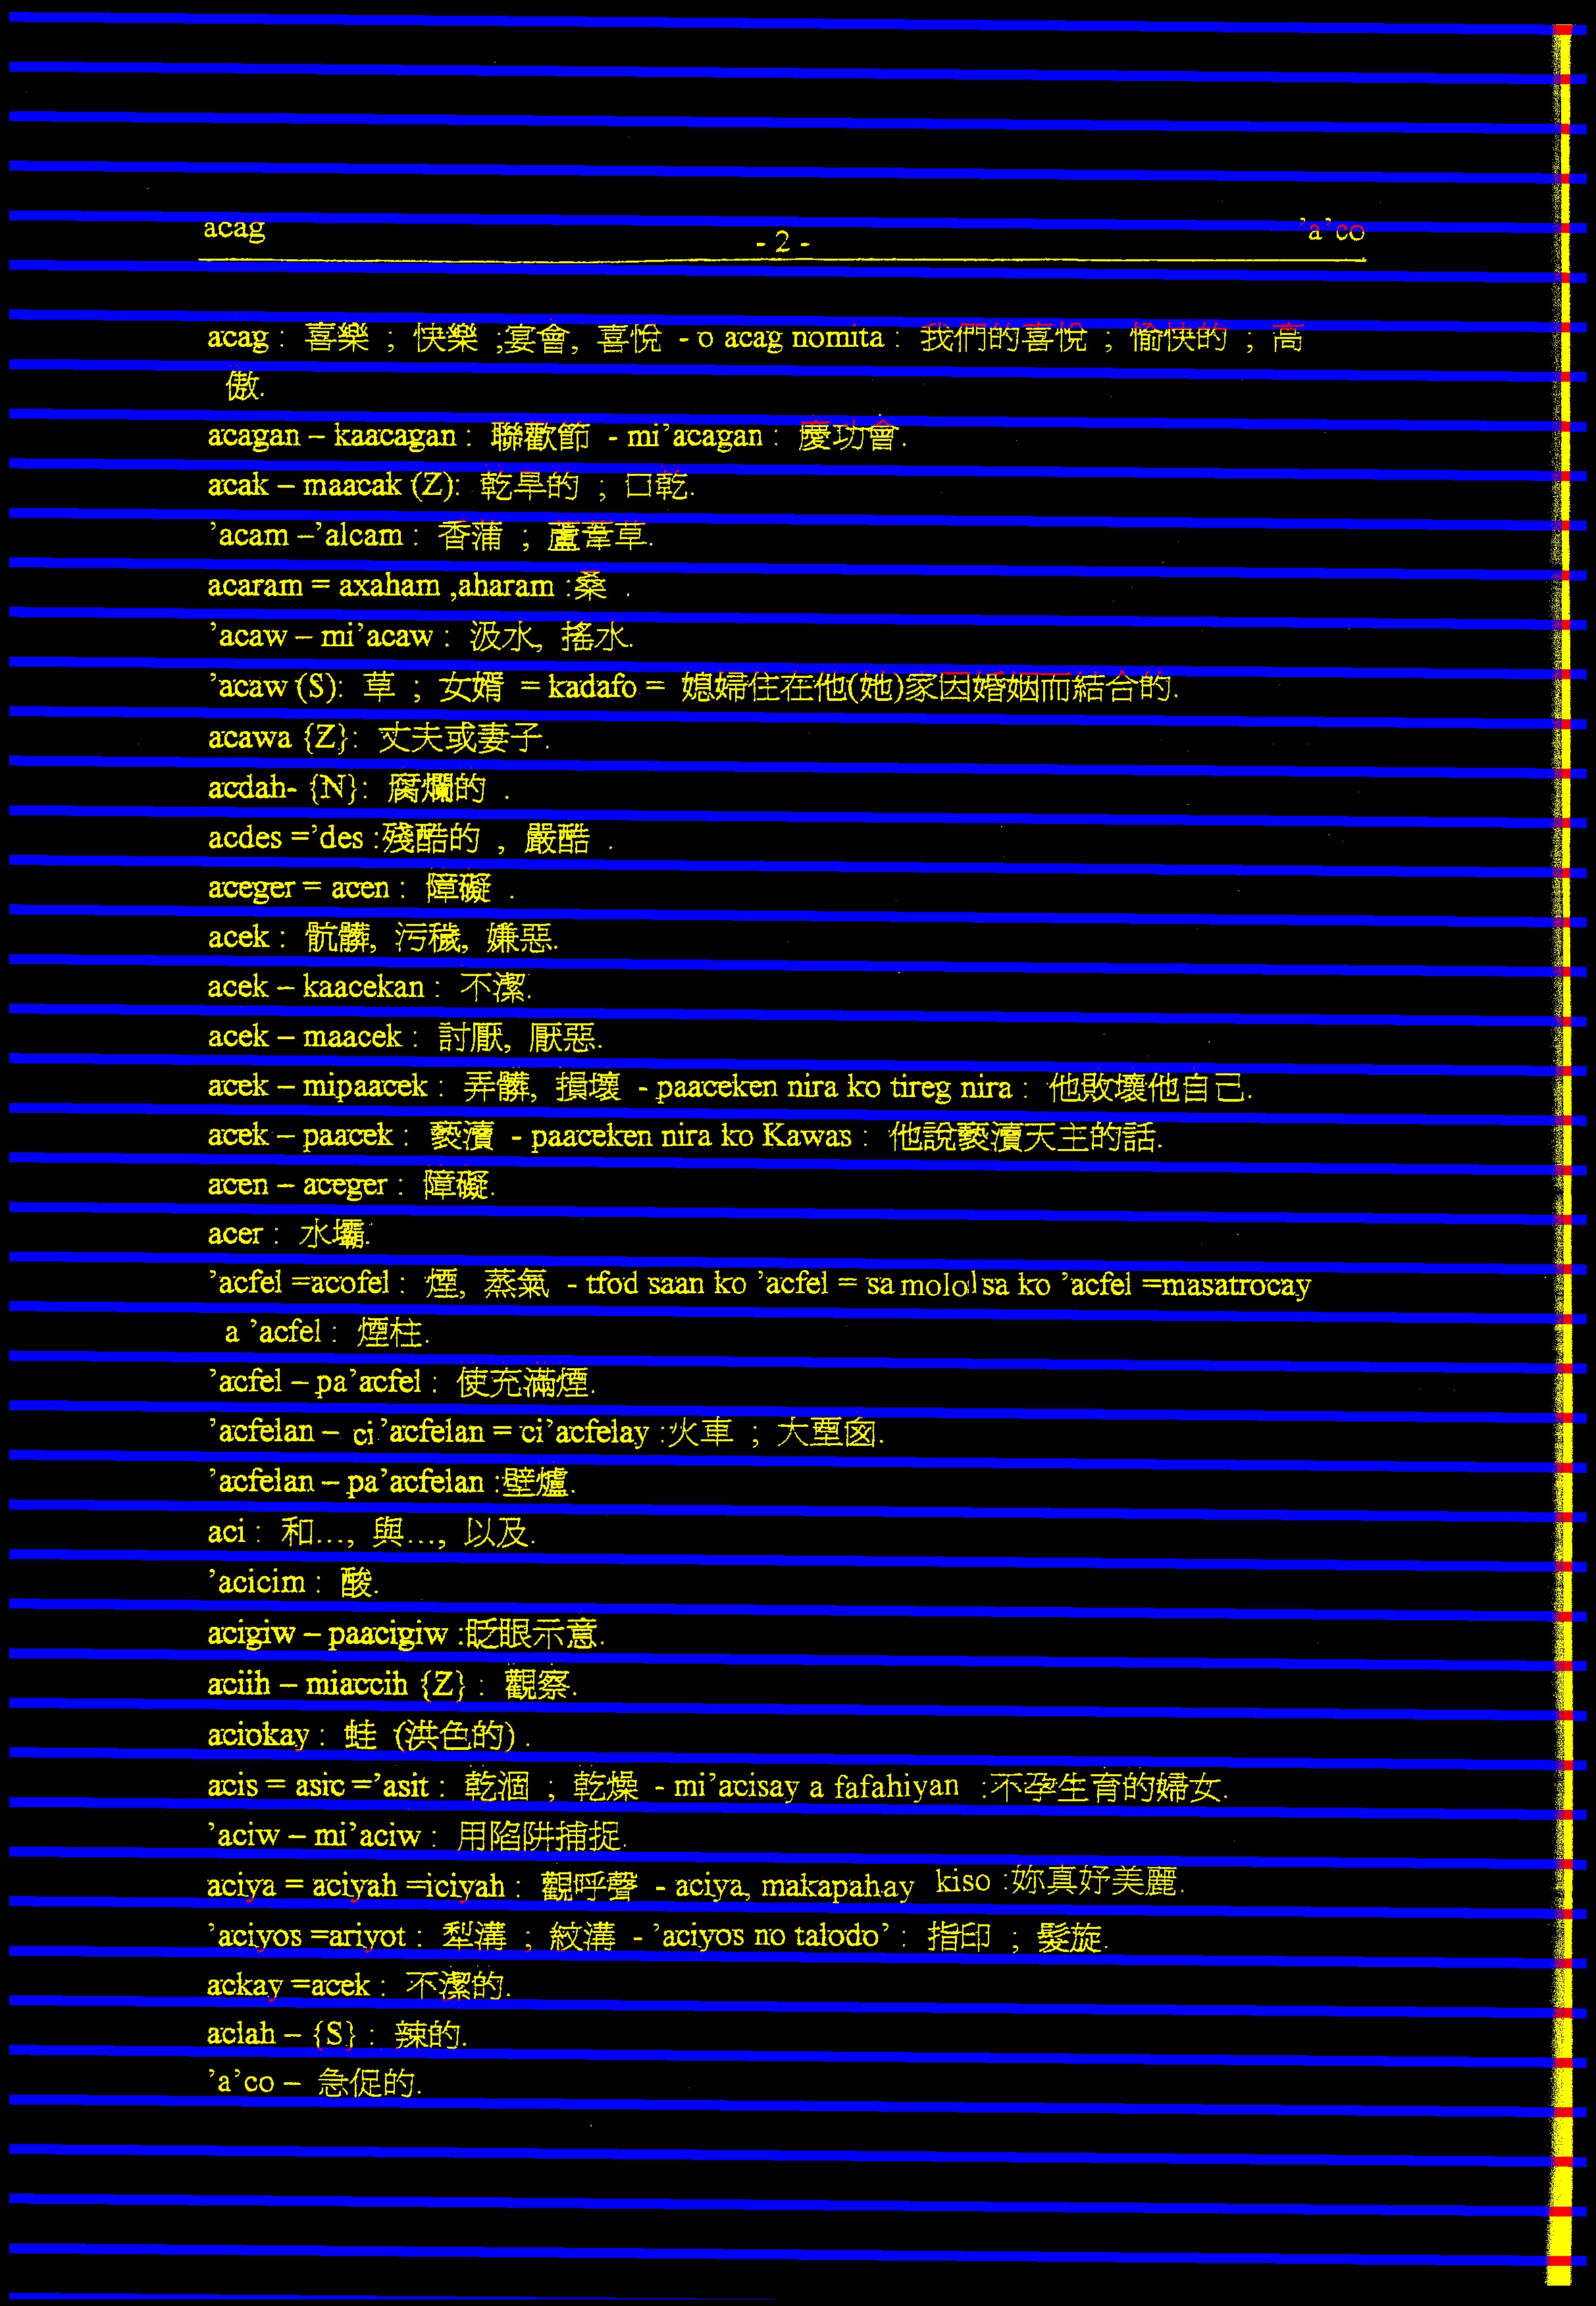 acag - 2 - 'a'co
acag : 喜樂 ; 快樂 ;宴會, 喜悅 - o acag nomita : 我們的喜悅 ; 愉快的 ; 高
傲.
acagan – kaacagan : 聯歡節 - mi'acagan : 慶功會.
acak – maacak (Z): 乾旱的 ; 口乾.
'acam –'alcam : 香蒲 ; 蘆葦草.
acaram = axaham ,aharam :桑 .
'acaw – mi'acaw : 汲水, 搖水.
'acaw (S): 草 ; 女婿 = kadafo = 媳婦住在他(她)家因婚姻而結合的.
acawa {Z}: 丈夫或妻子.
acdah- {N}: 腐爛的 .
acdes ='des :殘酷的 , 嚴酷 .
aceger = acen : 障礙 .
acek : 骯髒, 污穢, 嫌惡.
acek – kaacekan : 不潔.
acek – maacek : 討厭, 厭惡.
acek – mipaacek : 弄髒, 損壞 - paaceken nira ko tireg nira : 他敗壞他自己.
acek – paacek : 褻瀆 - paaceken nira ko Kawas : 他說褻瀆天主的話.
acen – aceger : 障礙.
acer : 水壩.
'acfel =acofel : 煙, 蒸氣 - tfod saan ko 'acfel = sa molol sa ko 'acfel =masatrocay
a 'acfel : 煙柱.
'acfel – pa'acfel : 使充滿煙.
'acfelan – ci 'acfelan = ci'acfelay :火車 ; 大垔囪.
'acfelan – pa'acfelan :壁爐.
aci : 和…, 與…, 以及.
'acicim : 酸.
acigiw – paacigiw :眨眼示意.
aciih – miaccih {Z} : 觀察.
aciokay : 蛙 (洪色的) .
acis = asic ='asit : 乾涸 ; 乾燥 - mi'acisay a fafahiyan :不孕生育的婦女.
'aciw – mi'aciw : 用陷阱捕捉.
aciya = aciyah =iciyah : 觀呼聲 - aciya, makapahay kiso :妳真好美麗.
'aciyos =ariyot : 犁溝 ; 紋溝 - 'aciyos no talodo' : 指印 ; 髮旋.
ackay =acek : 不潔的.
aclah – {S} : 辣的.
'a'co – 急促的.